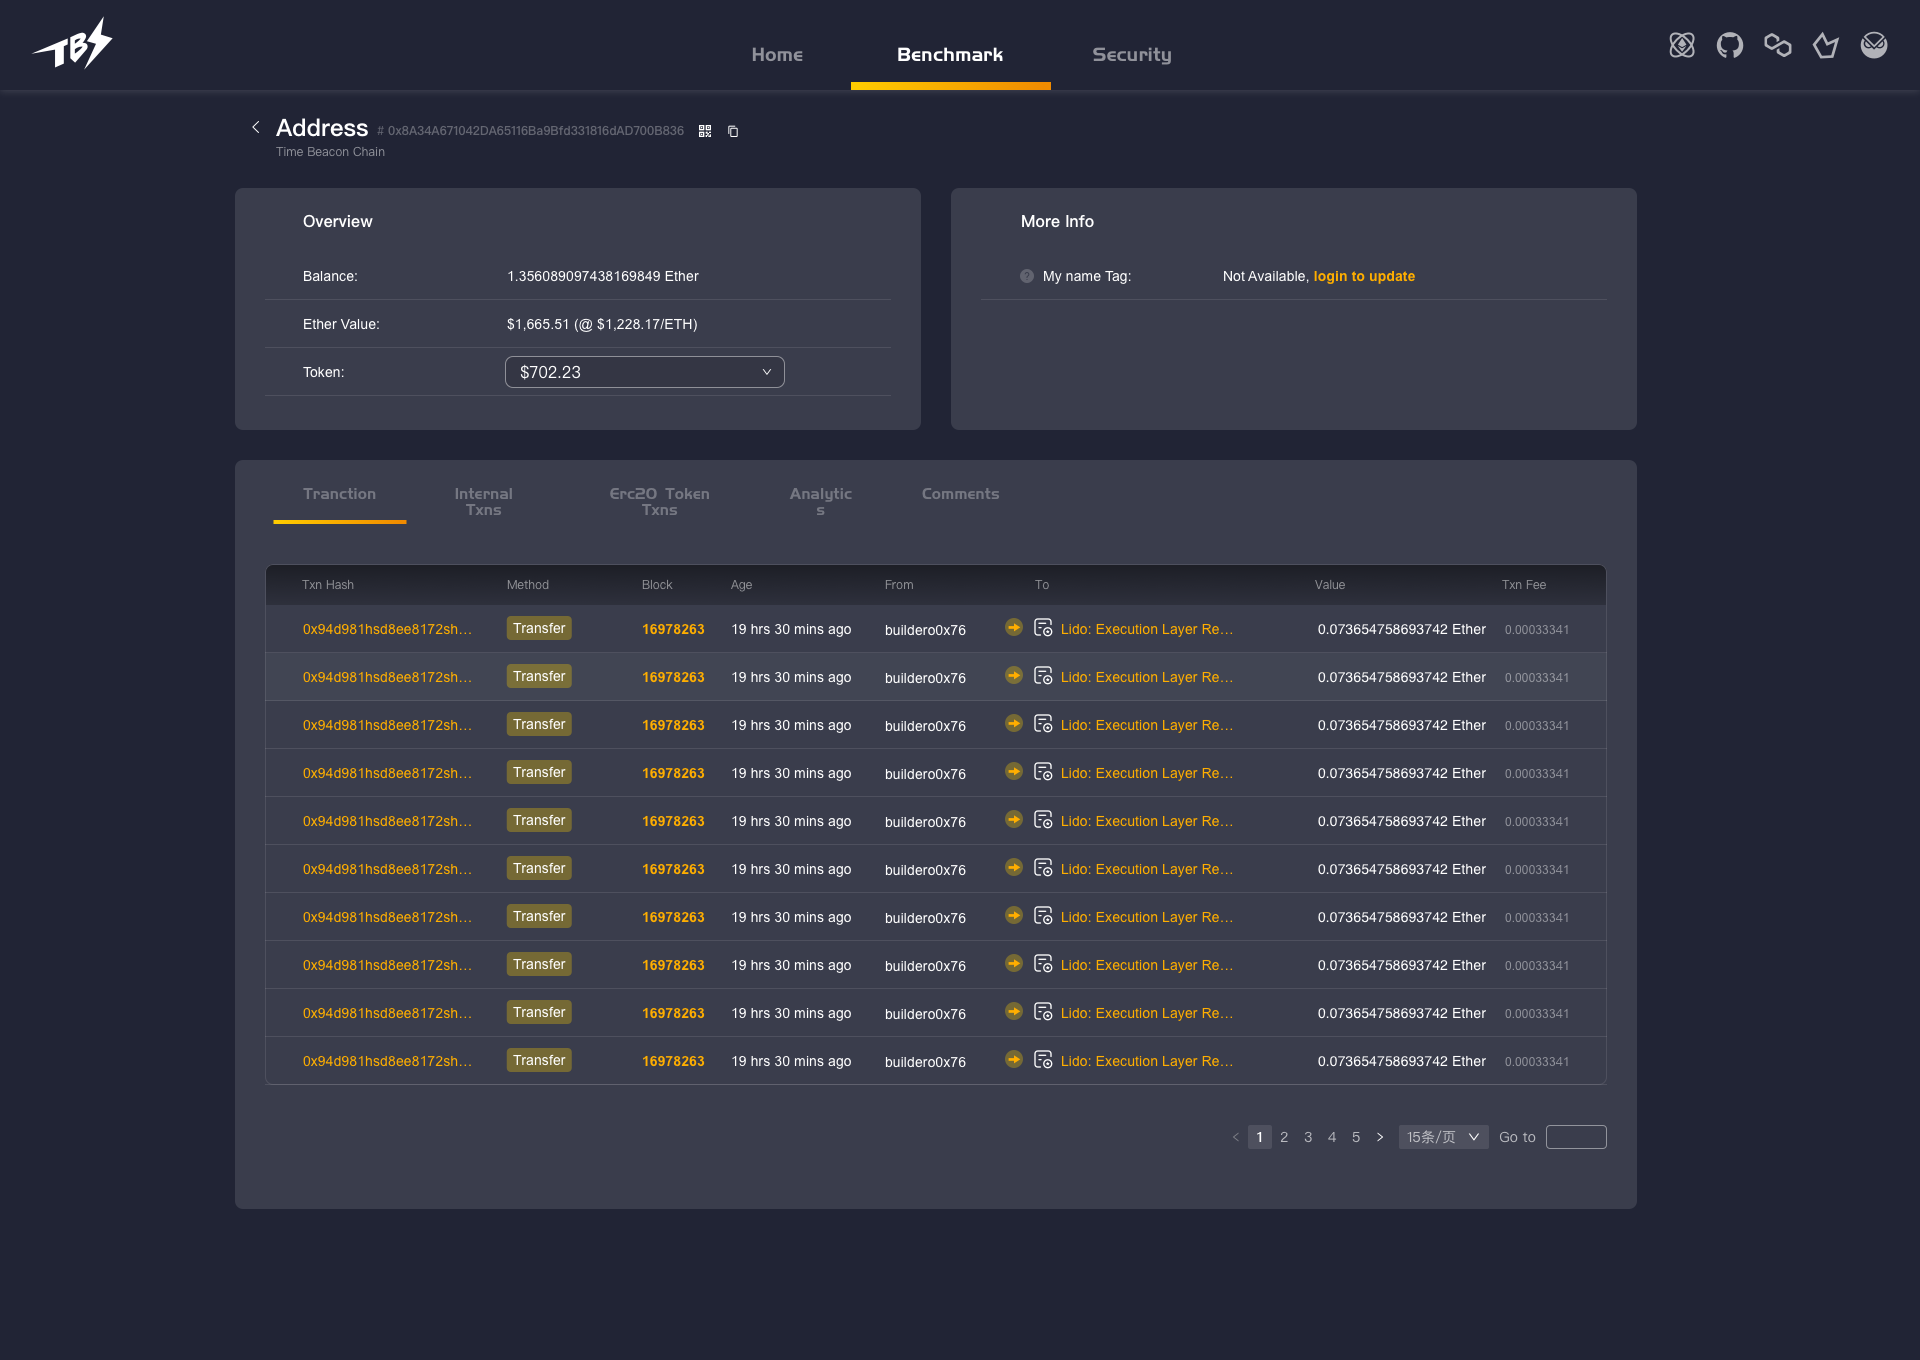 TBS
Home Benchmark Security
Address # 0x8A34A671042DA65116Ba9Bfd331816dAD700B836
Time Beacon Chain
Overview
Balance: 1.356089097438169849 Ether
Ether Value: $1,665.51 (@ $1,228.17/ETH)
Token: $702.23
More Info
? My name Tag: Not Available, login to update
Tranction
Internal
Txns
Erc20 Token
Txns
Analytic
s
Comments
Txn Hash Method Block Age From To Value Txn Fee
0x94d981hsd8ee8172sh... Transfer 16978263 19 hrs 30 mins ago buildero0x76 Lido: Execution Layer Re... 0.073654758693742 Ether 0.00033341
0x94d981hsd8ee8172sh... Transfer 16978263 19 hrs 30 mins ago buildero0x76 Lido: Execution Layer Re... 0.073654758693742 Ether 0.00033341
0x94d981hsd8ee8172sh... Transfer 16978263 19 hrs 30 mins ago buildero0x76 Lido: Execution Layer Re... 0.073654758693742 Ether 0.00033341
0x94d981hsd8ee8172sh... Transfer 16978263 19 hrs 30 mins ago buildero0x76 Lido: Execution Layer Re... 0.073654758693742 Ether 0.00033341
0x94d981hsd8ee8172sh... Transfer 16978263 19 hrs 30 mins ago buildero0x76 Lido: Execution Layer Re... 0.073654758693742 Ether 0.00033341
0x94d981hsd8ee8172sh... Transfer 16978263 19 hrs 30 mins ago buildero0x76 Lido: Execution Layer Re... 0.073654758693742 Ether 0.00033341
0x94d981hsd8ee8172sh... Transfer 16978263 19 hrs 30 mins ago buildero0x76 Lido: Execution Layer Re... 0.073654758693742 Ether 0.00033341
0x94d981hsd8ee8172sh... Transfer 16978263 19 hrs 30 mins ago buildero0x76 Lido: Execution Layer Re... 0.073654758693742 Ether 0.00033341
0x94d981hsd8ee8172sh... Transfer 16978263 19 hrs 30 mins ago buildero0x76 Lido: Execution Layer Re... 0.073654758693742 Ether 0.00033341
0x94d981hsd8ee8172sh... Transfer 16978263 19 hrs 30 mins ago buildero0x76 Lido: Execution Layer Re... 0.073654758693742 Ether 0.00033341
1 2 3 4 5 15条/页 Go to